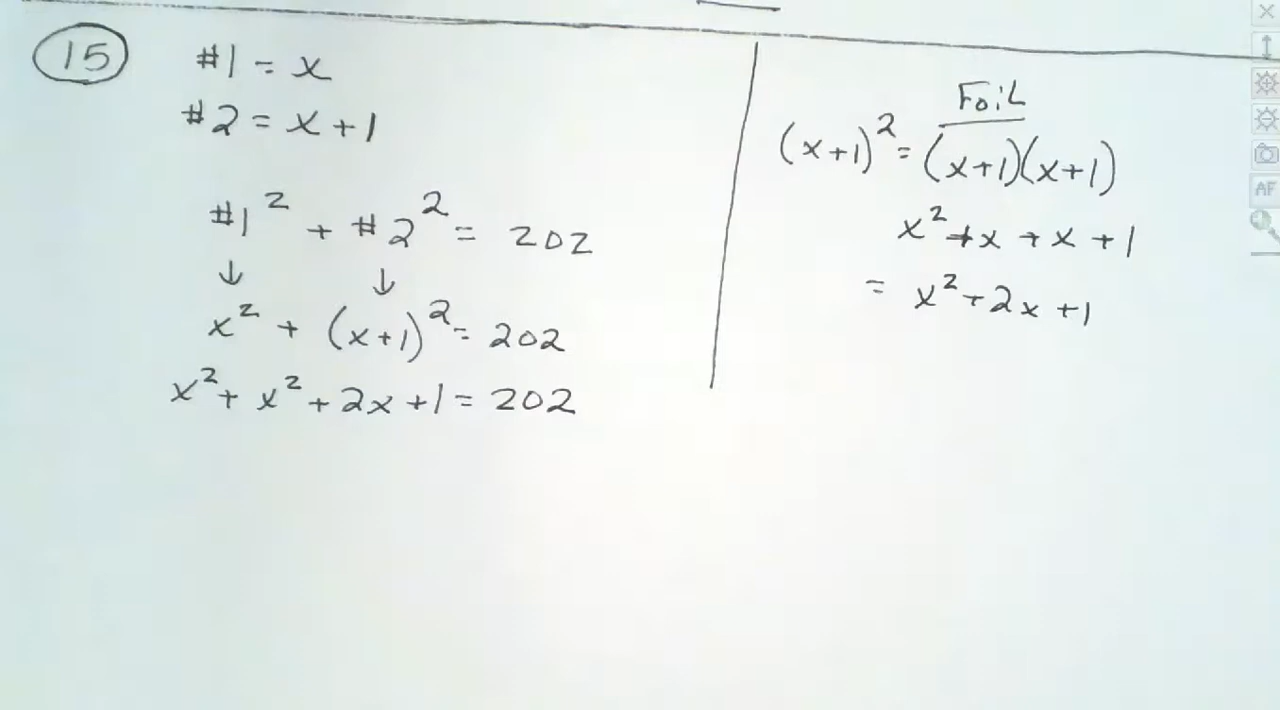 15
#1 = x
#2 = x + 1
#1² + #2² = 202
↓ ↓
x² + (x+1)² = 202
x² + x² + 2x + 1 = 202
FOIL
(x+1)² = (x+1)(x+1)
x² + x + x + 1
= x² + 2x + 1
AF